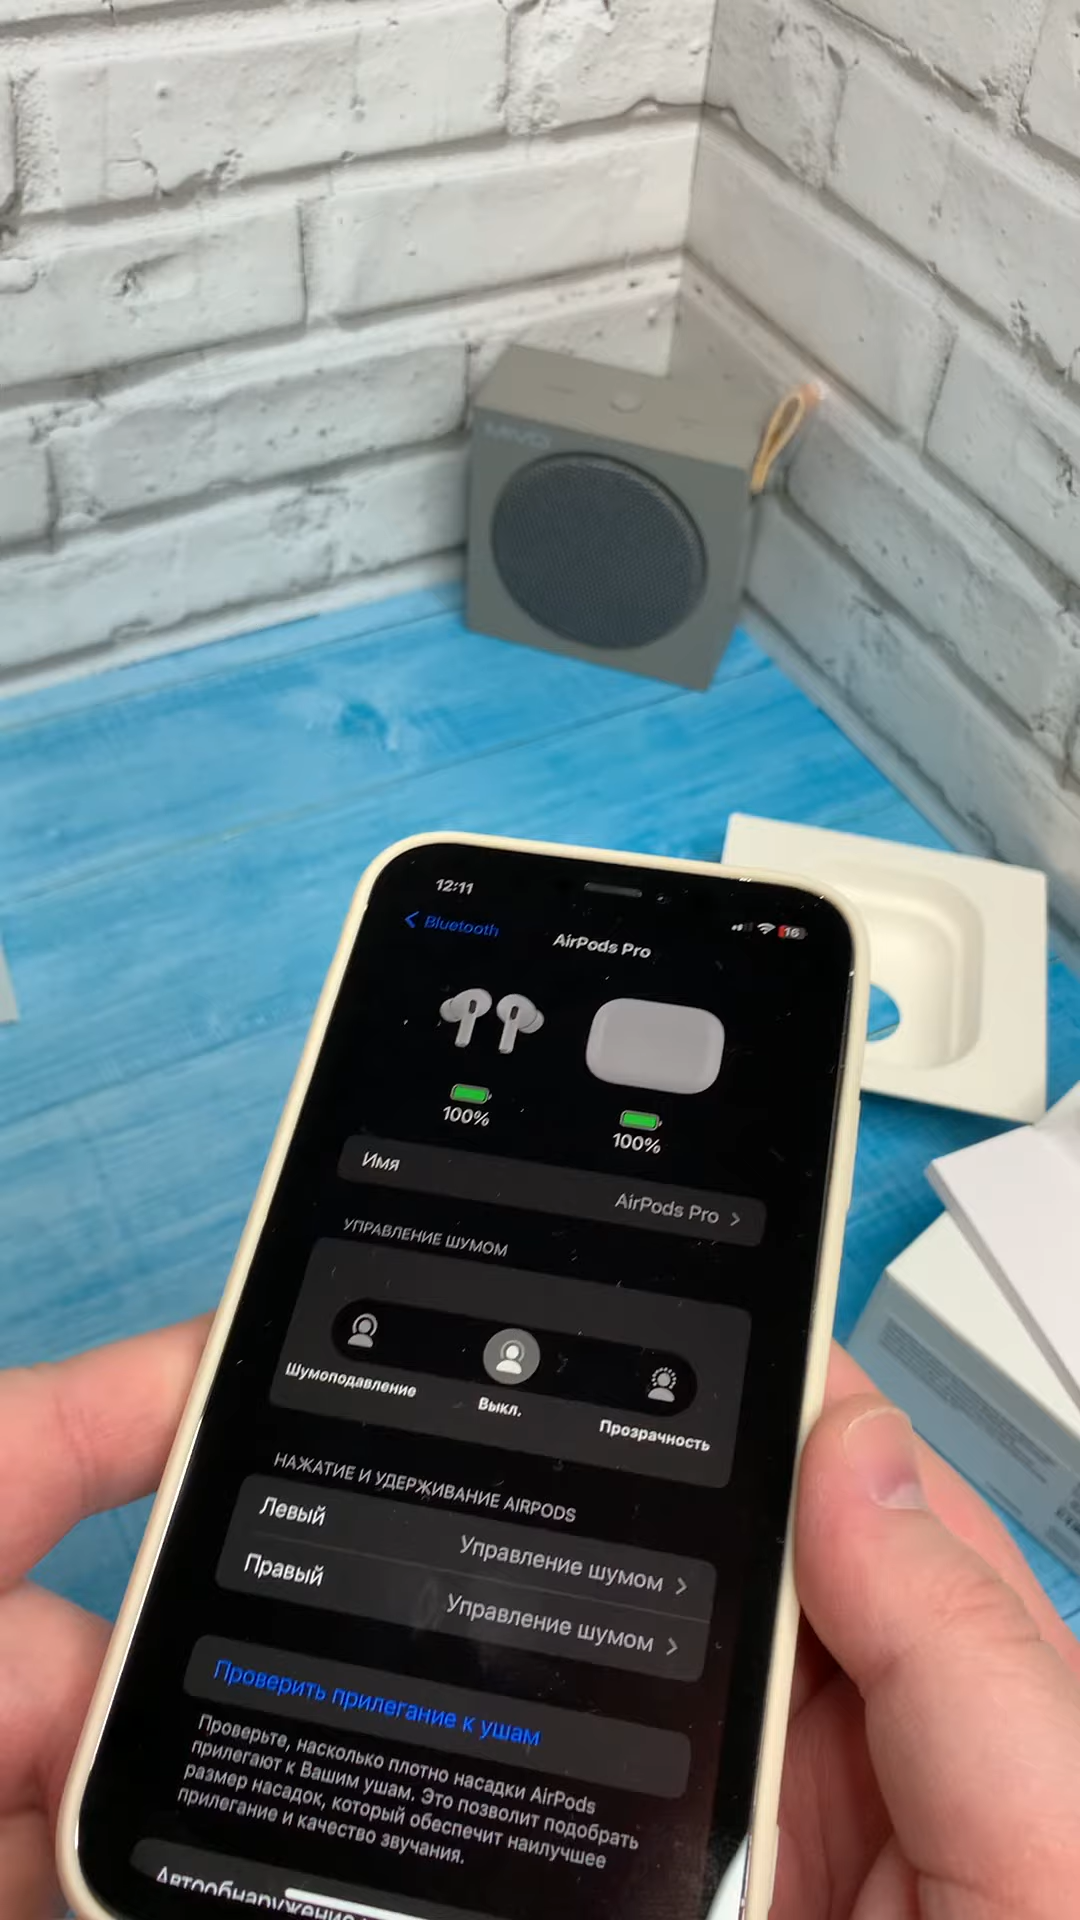 12:11
16
Bluetooth
AirPods Pro
100%
100%
Имя
AirPods Pro
УПРАВЛЕНИЕ ШУМОМ
Шумоподавление
Выкл.
Прозрачность
НАЖАТИЕ И УДЕРЖИВАНИЕ AIRPODS
Левый
Управление шумом
Правый
Управление шумом
Проверить прилегание к ушам
Проверьте, насколько плотно насадки AirPods
прилегают к Вашим ушам. Это позволит подобрать
размер насадок, который обеспечит наилучшее
прилегание и качество звучания.
Автообнаружение